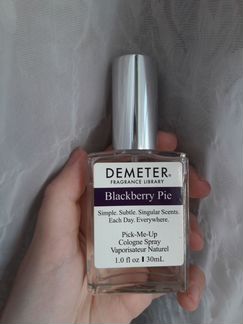 DEMETER®
FRAGRANCE LIBRARY
Blackberry Pie
Simple. Subtle. Singular Scents.
Each Day. Everywhere.
Pick-Me-Up
Cologne Spray
Vaporisateur Naturel
1.0 fl oz I 30mL